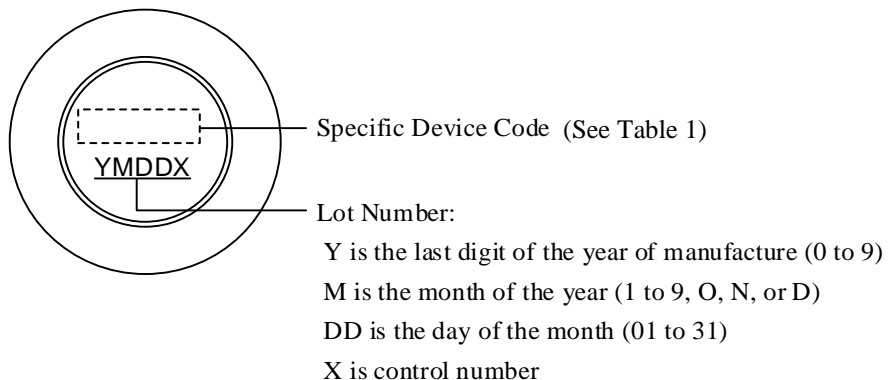 Specific Device Code (See Table 1)
YMDDX
Lot Number:
Y is the last digit of the year of manufacture (0 to 9)
M is the month of the year (1 to 9, O, N, or D)
DD is the day of the month (01 to 31)
X is control number